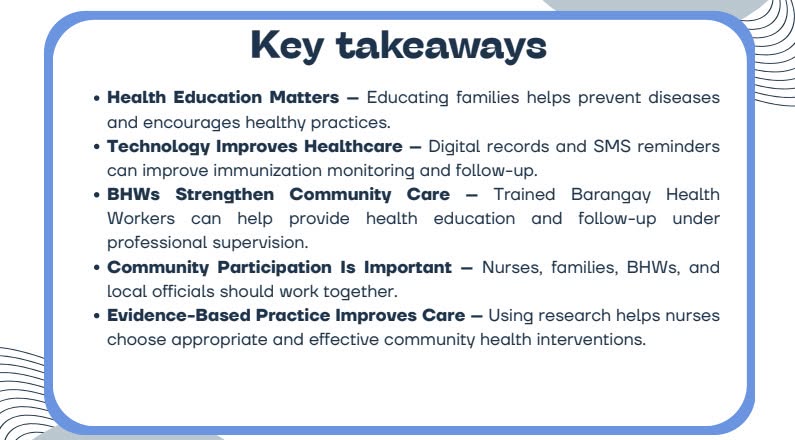 Key takeaways
• Health Education Matters – Educating families helps prevent diseases
and encourages healthy practices.
• Technology Improves Healthcare – Digital records and SMS reminders
can improve immunization monitoring and follow-up.
• BHWs Strengthen Community Care – Trained Barangay Health
Workers can help provide health education and follow-up under
professional supervision.
• Community Participation Is Important – Nurses, families, BHWs, and
local officials should work together.
• Evidence-Based Practice Improves Care – Using research helps nurses
choose appropriate and effective community health interventions.